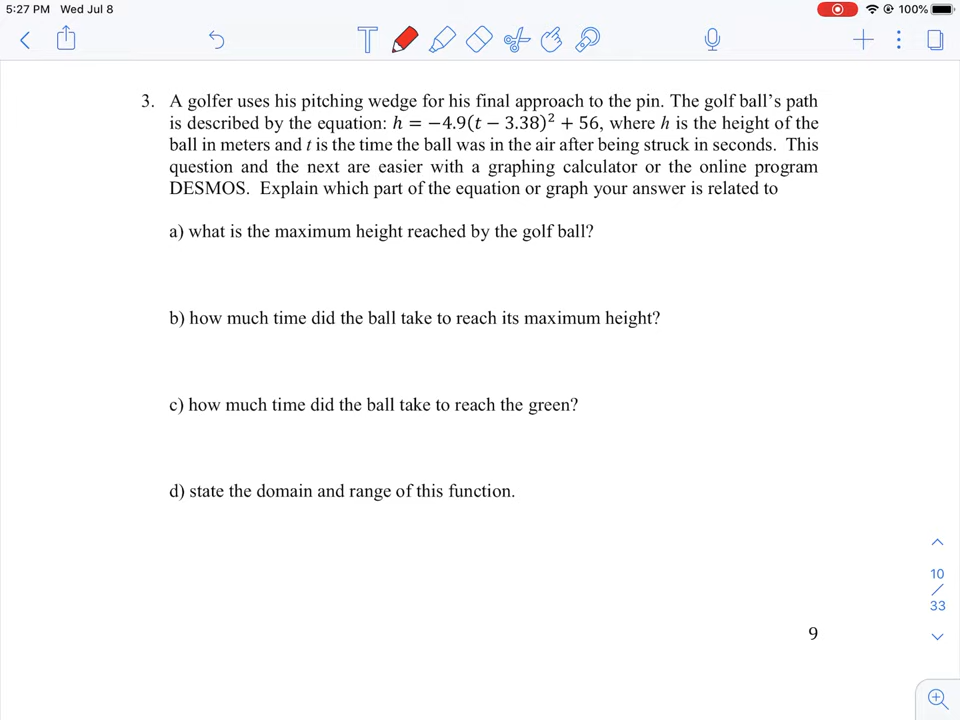 5:27 PM Wed Jul 8
100%
T
3. A golfer uses his pitching wedge for his final approach to the pin. The golf ball’s path
is described by the equation: h = −4.9(t − 3.38)² + 56, where h is the height of the
ball in meters and t is the time the ball was in the air after being struck in seconds. This
question and the next are easier with a graphing calculator or the online program
DESMOS. Explain which part of the equation or graph your answer is related to
a) what is the maximum height reached by the golf ball?
b) how much time did the ball take to reach its maximum height?
c) how much time did the ball take to reach the green?
d) state the domain and range of this function.
10
/
33
9